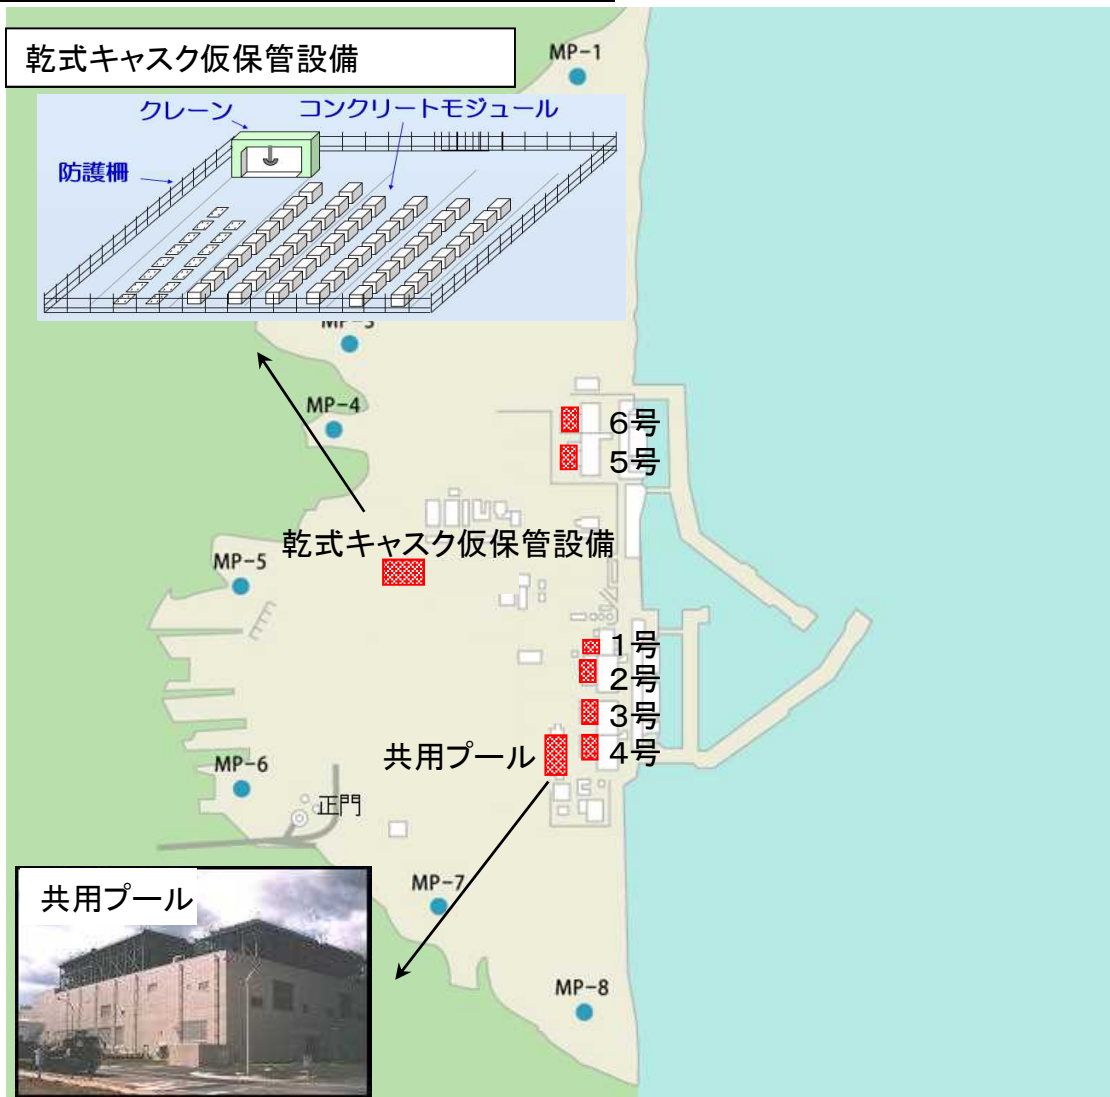 乾式キャスク仮保管設備
MP-1
クレーン
コンクリートモジュール
防護柵
MP-3
MP-4
6号
5号
乾式キャスク仮保管設備
MP-5
1号
2号
3号
4号
共用プール
MP-6
正門
MP-7
共用プール
MP-8